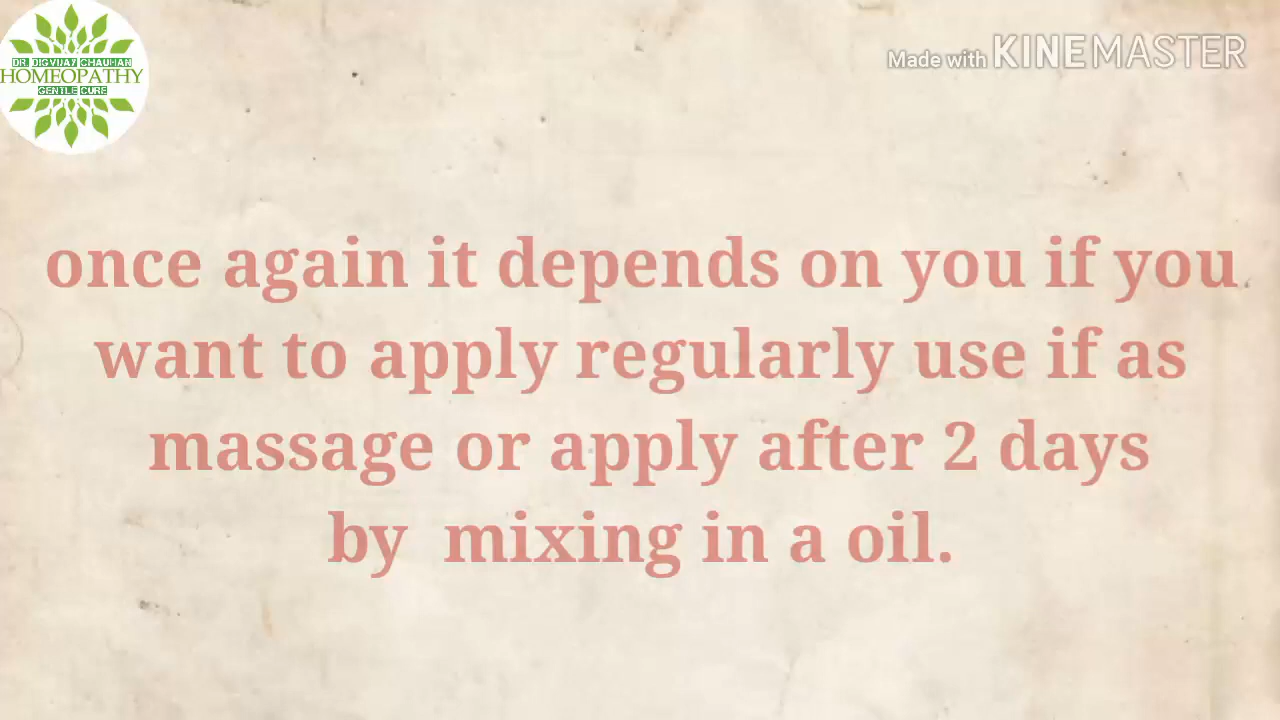 DR. DIGVIJAY CHAUHAN
HOMEOPATHY
GENTLE CURE
Made with KINEMASTER
once again it depends on you if you
want to apply regularly use if as
massage or apply after 2 days
by mixing in a oil.